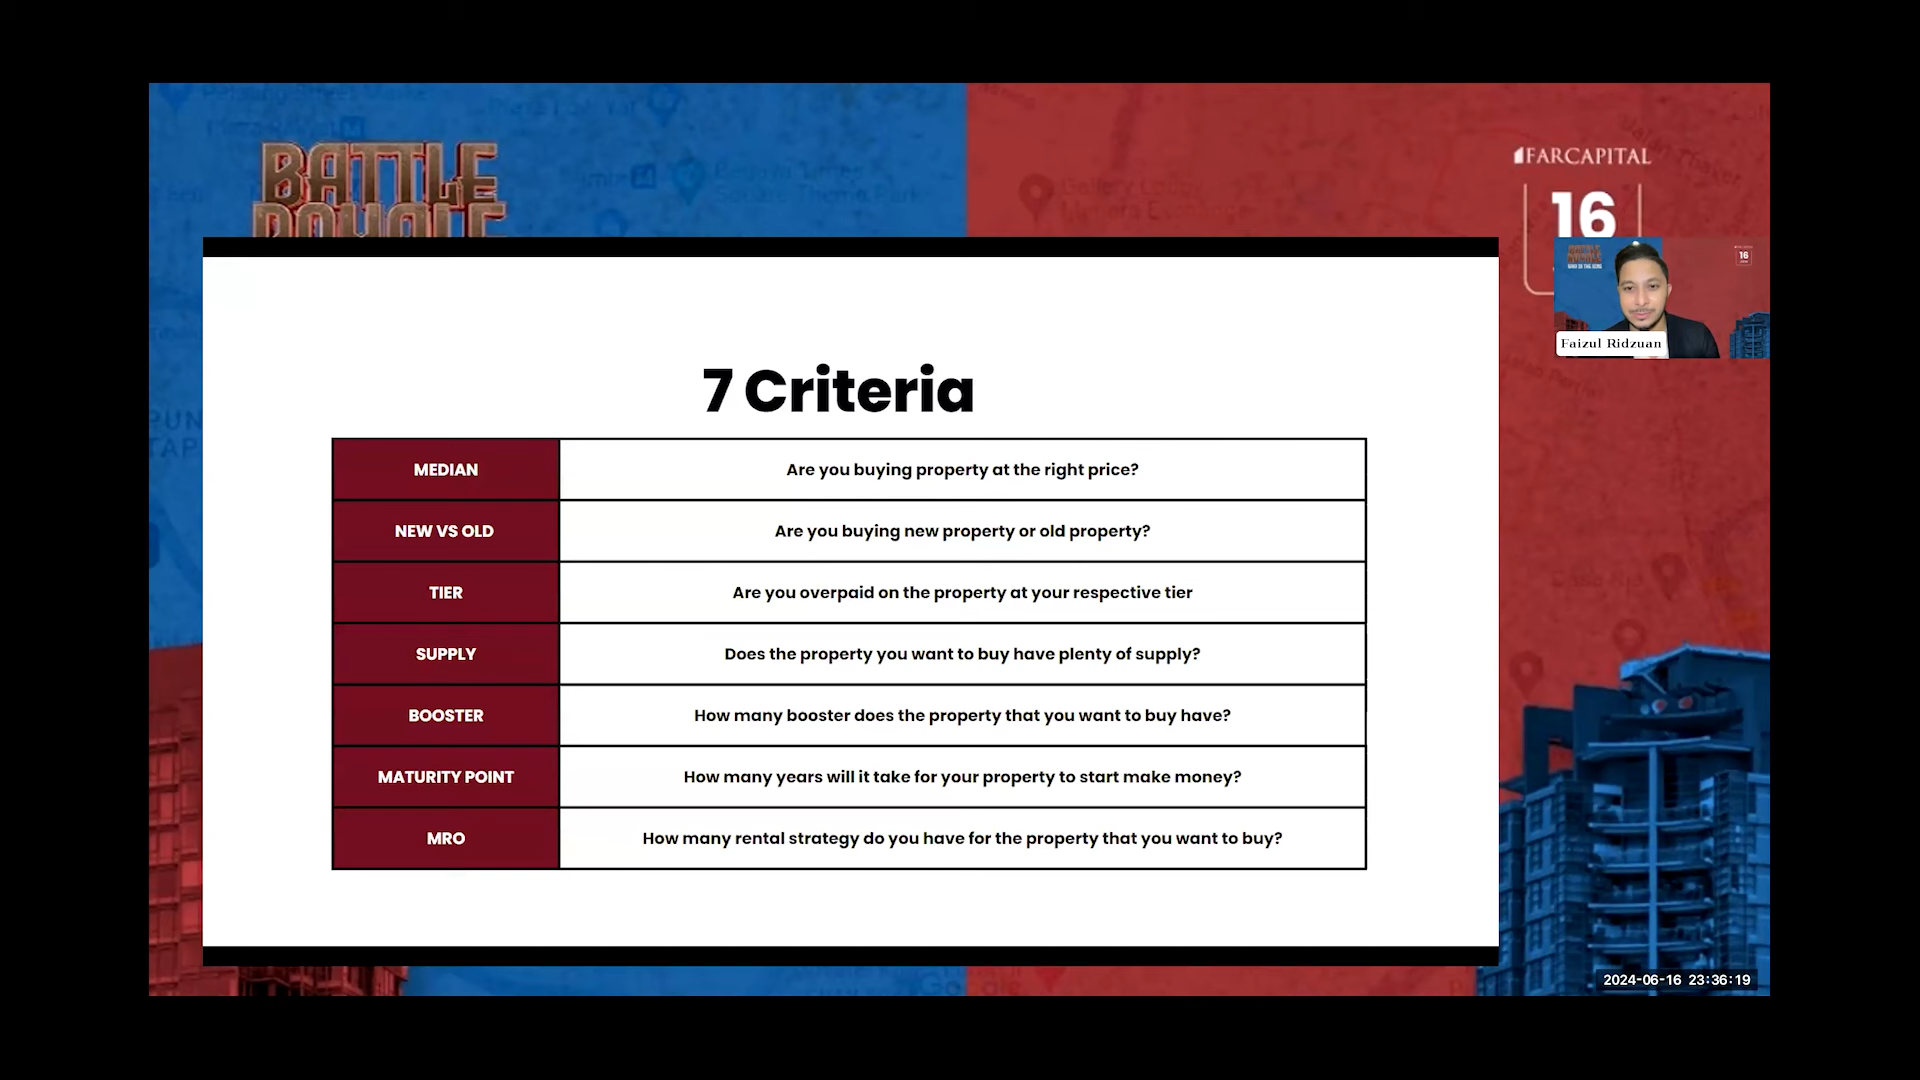 BATTLE
ROYALE
FARCAPITAL
16
16
Faizul Ridzuan
7 Criteria
MEDIAN
Are you buying property at the right price?
NEW VS OLD
Are you buying new property or old property?
TIER
Are you overpaid on the property at your respective tier
SUPPLY
Does the property you want to buy have plenty of supply?
BOOSTER
How many booster does the property that you want to buy have?
MATURITY POINT
How many years will it take for your property to start make money?
MRO
How many rental strategy do you have for the property that you want to buy?
2024-06-16 23:36:19